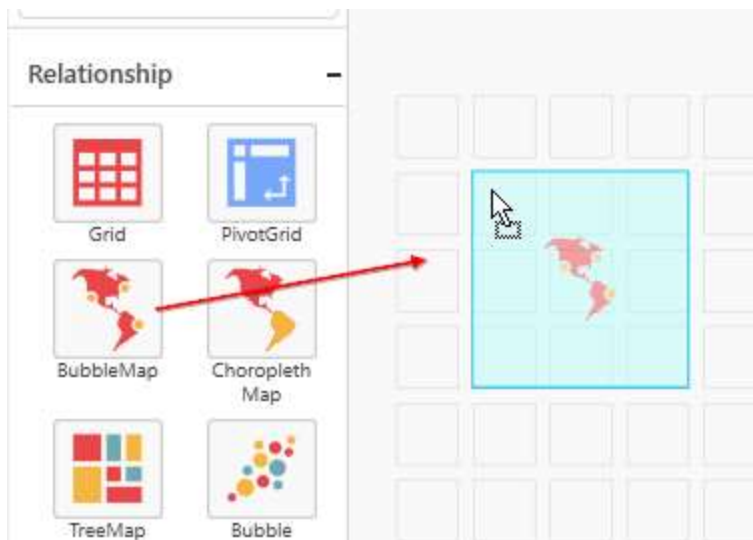 Relationship
Grid
PivotGrid
BubbleMap
Choropleth
Map
TreeMap
Bubble